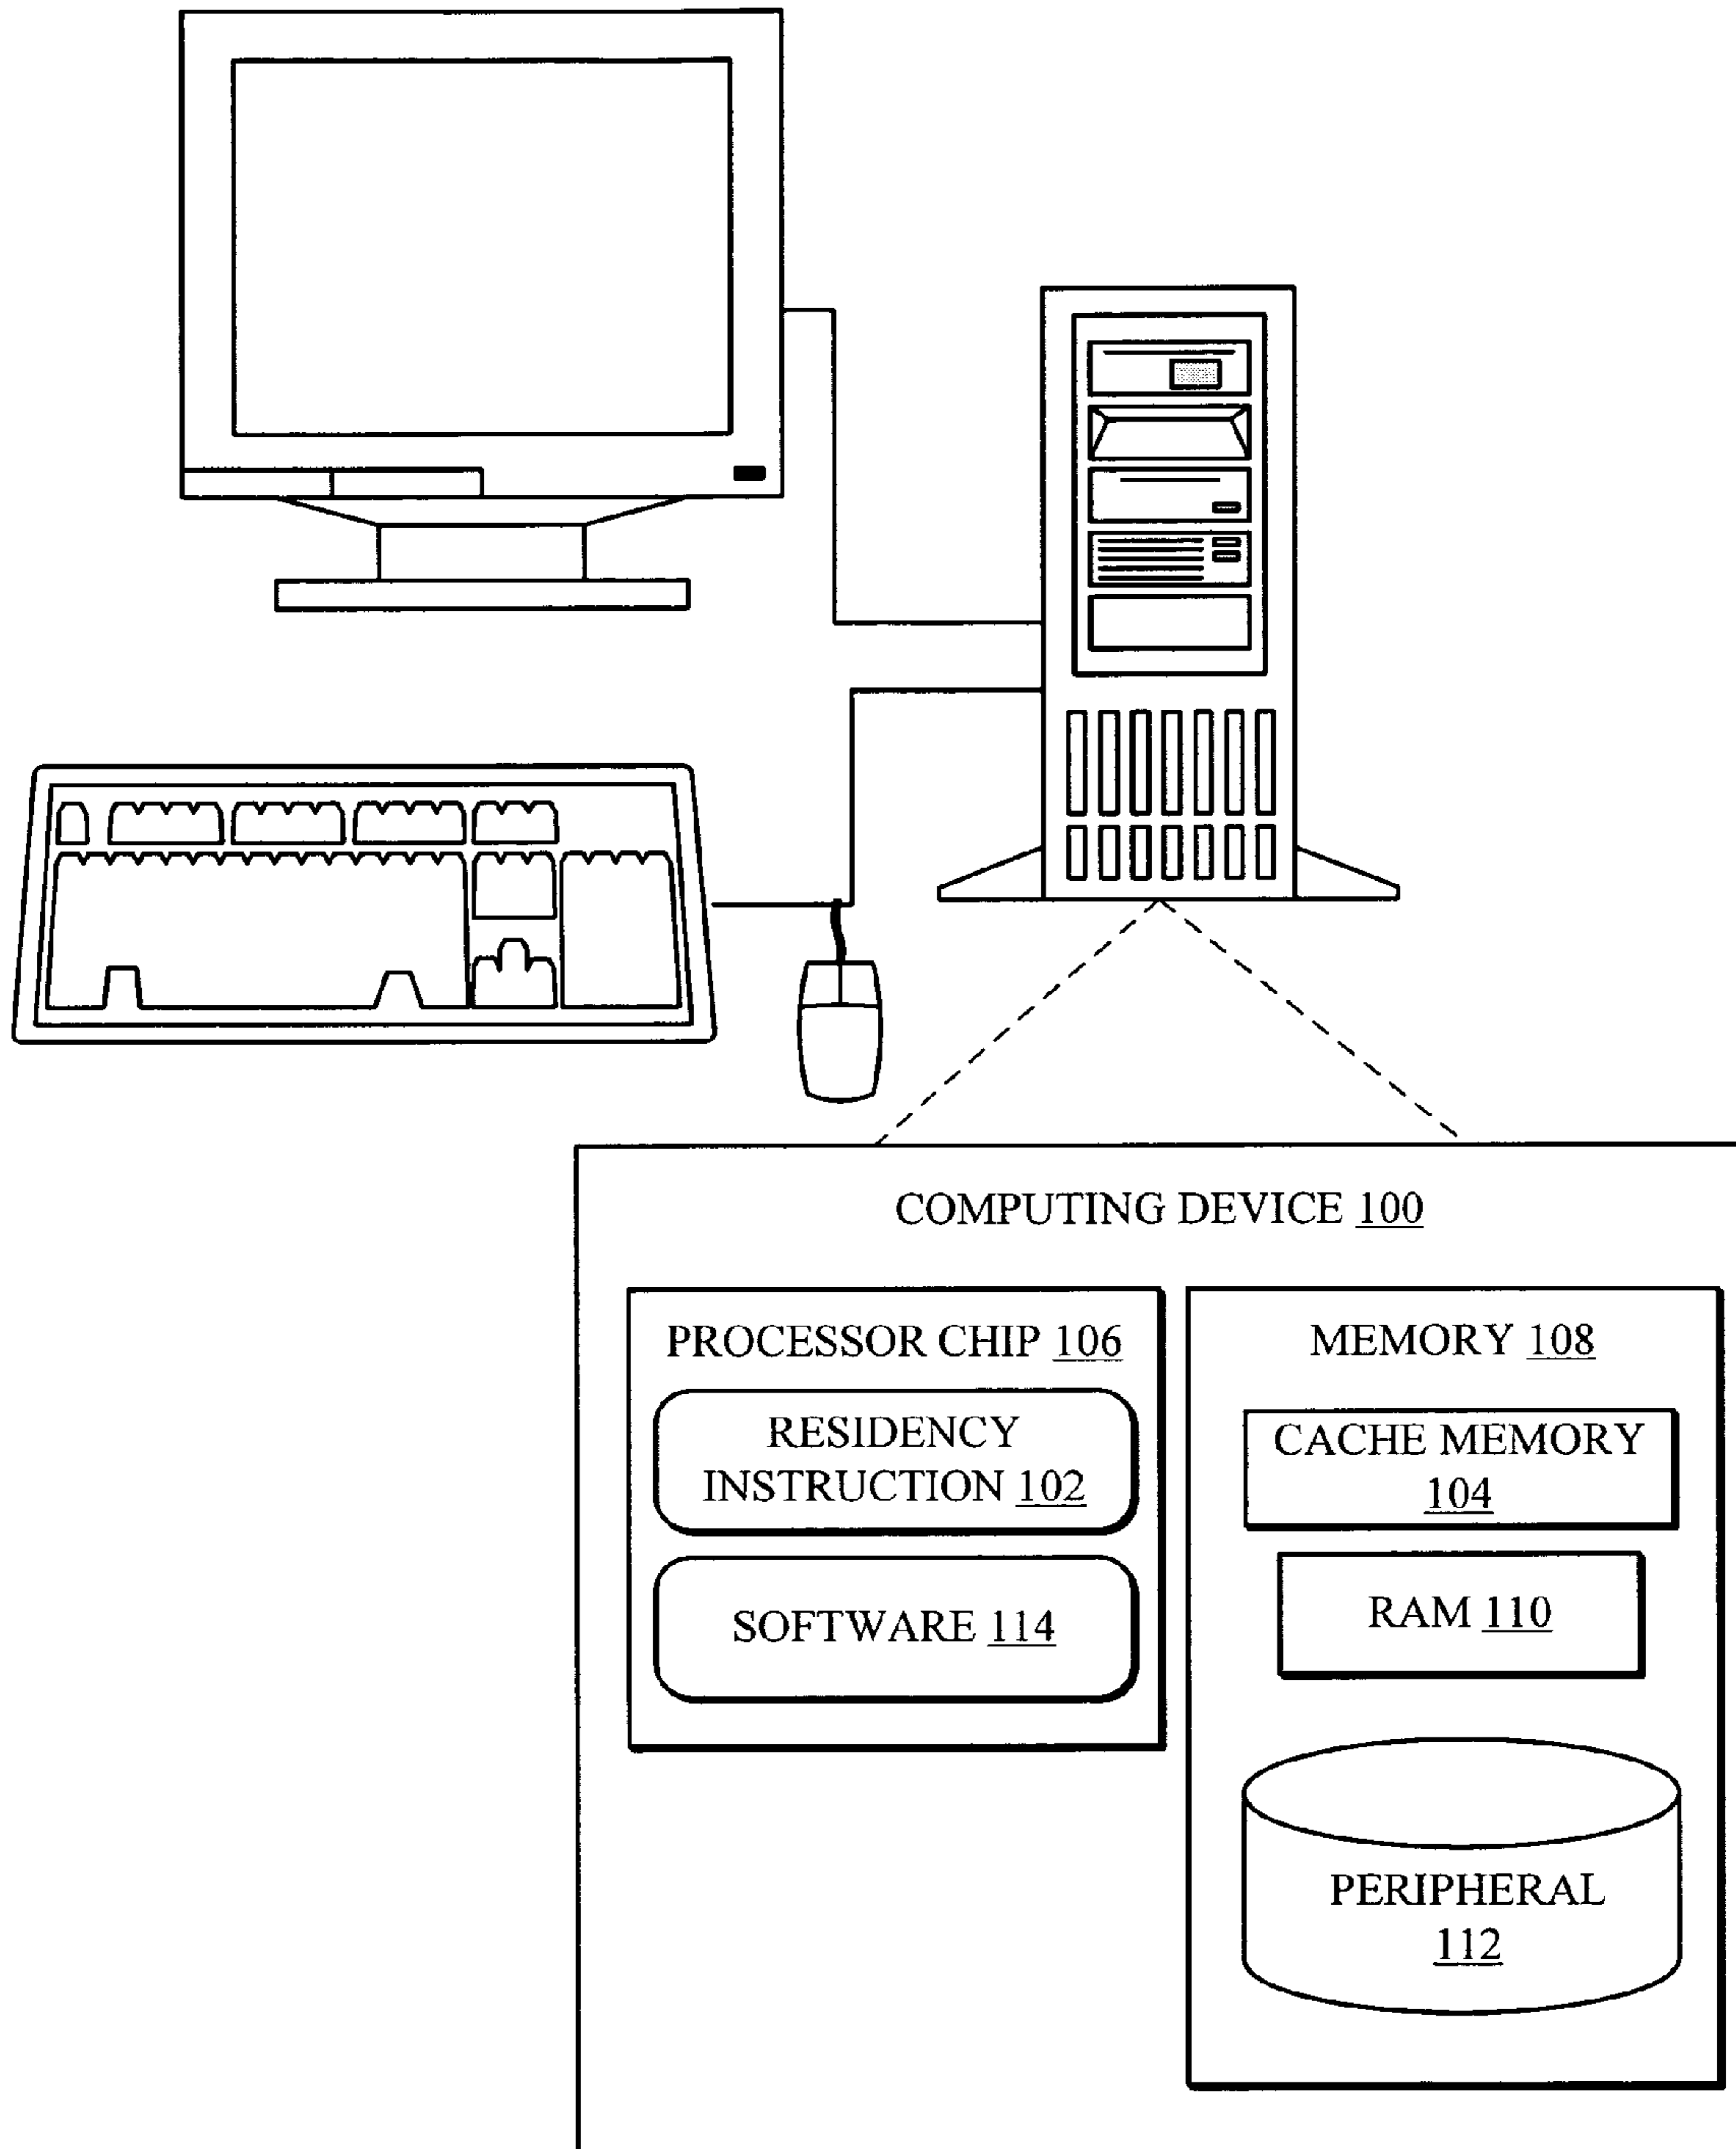 COMPUTING DEVICE 100
PROCESSOR CHIP 106
RESIDENCY
INSTRUCTION 102
SOFTWARE 114
MEMORY 108
CACHE MEMORY
104
RAM 110
PERIPHERAL
112